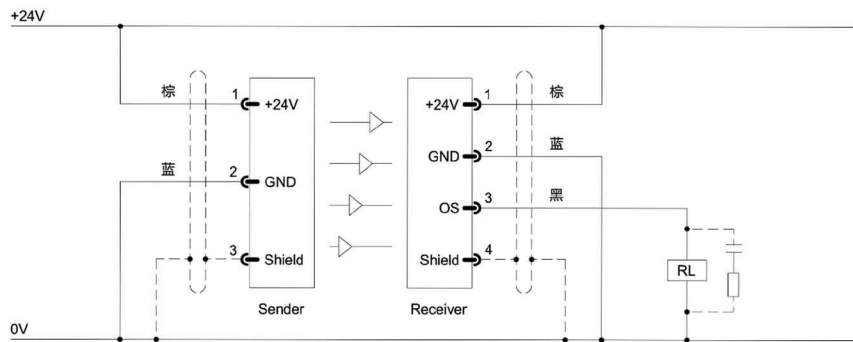 +24V
棕
1
+24V
+24V
1
棕
GND
2
蓝
蓝
2
GND
OS
3
黑
3
Shield
Shield
4
RL
Sender
Receiver
0V